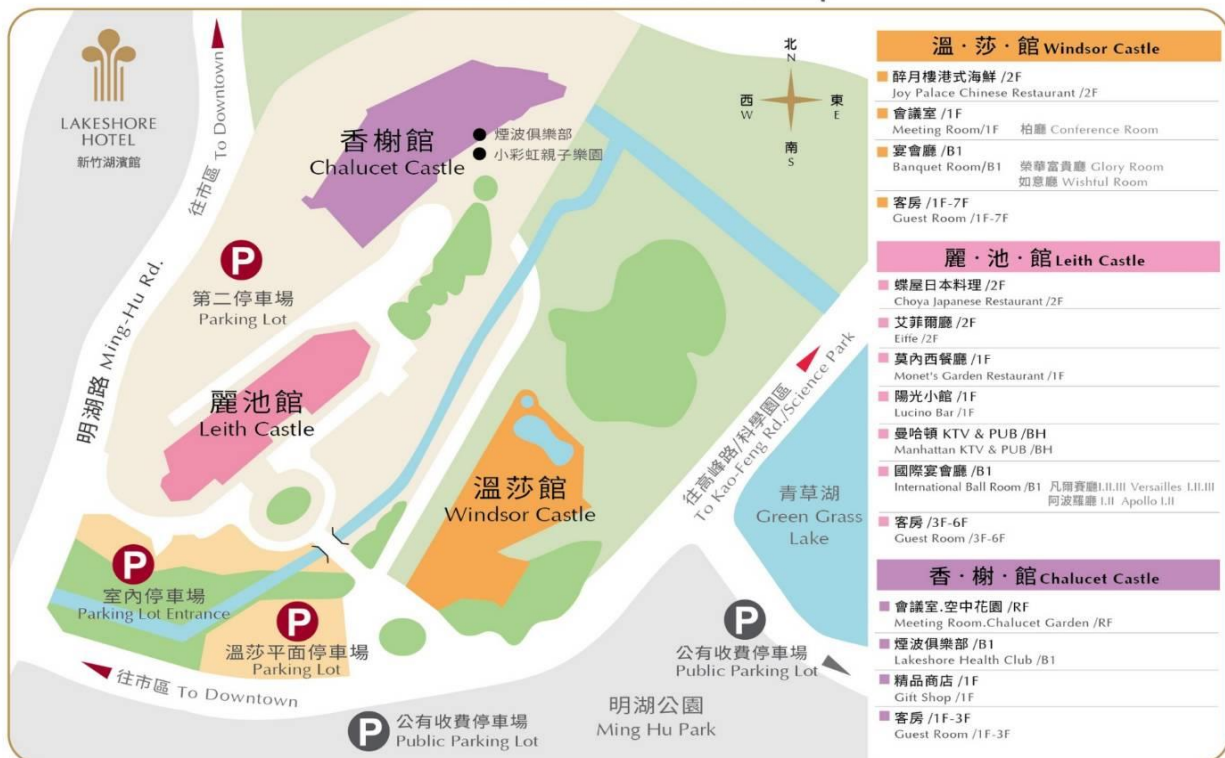 LAKESHORE
HOTEL
新竹湖濱館
往市區 To Downtown
明湖路 Ming-Hu Rd.
香榭館
Chalucet Castle
煙波俱樂部
小彩虹親子樂園
北
N
西
W
東
E
南
S
P
第二停車場
Parking Lot
麗池館
Leith Castle
溫莎館
Windsor Castle
往高峰路/科學園區
To Kao-Feng Rd./Science Park
青草湖
Green Grass
Lake
P
室內停車場
Parking Lot Entrance
P
溫莎平面停車場
Parking Lot
往市區 To Downtown
P
公有收費停車場
Public Parking Lot
P
公有收費停車場
Public Parking Lot
明湖公園
Ming Hu Park
溫·莎·館 Windsor Castle
醉月樓港式海鮮 /2F
Joy Palace Chinese Restaurant /2F
會議室 /1F
Meeting Room/1F 柏廳 Conference Room
宴會廳 /B1
Banquet Room/B1 榮華富貴廳 Glory Room
如意廳 Wishful Room
客房 /1F-7F
Guest Room /1F-7F
麗·池·館 Leith Castle
蝶屋日本料理 /2F
Choya Japanese Restaurant /2F
艾菲爾廳 /2F
Eiffe /2F
莫內西餐廳 /1F
Monet's Garden Restaurant /1F
陽光小館 /1F
Lucino Bar /1F
曼哈頓 KTV & PUB /BH
Manhattan KTV & PUB /BH
國際宴會廳 /B1
International Ball Room /B1 凡爾賽廳I.II.III Versailles I.II.III
阿波羅廳 I.II Apollo I.II
客房 /3F-6F
Guest Room /3F-6F
香·榭·館 Chalucet Castle
會議室.空中花園 /RF
Meeting Room.Chalucet Garden /RF
煙波俱樂部 /B1
Lakeshore Health Club /B1
精品商店 /1F
Gift Shop /1F
客房 /1F-3F
Guest Room /1F-3F